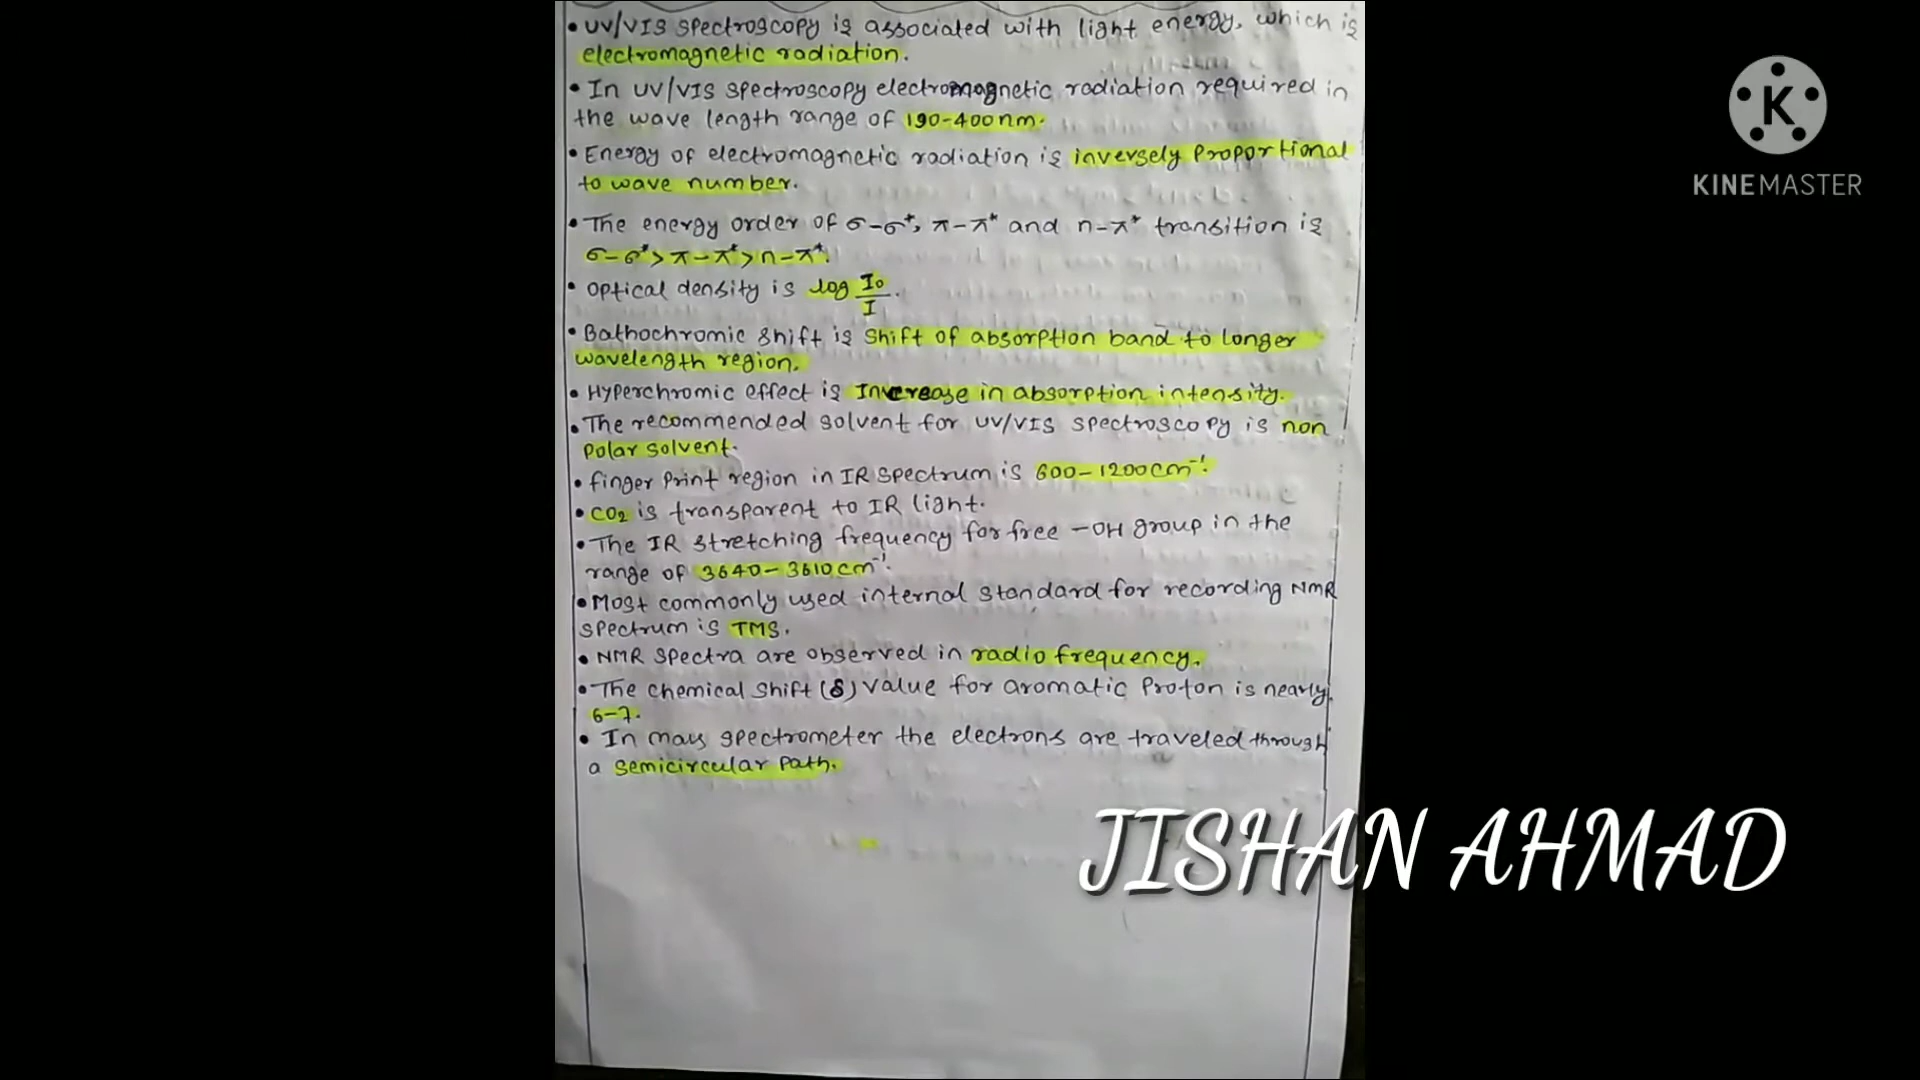 • UV/VIS spectroscopy is associated with light energy, which is
electromagnetic radiation.
• In UV/VIS spectroscopy electromagnetic radiation required in
the wave length range of 190-400nm.
• Energy of electromagnetic radiation is inversely proportional
to wave number.
• The energy order of σ-σ*, π-π* and n-π* transition is
σ-σ*>π-π*>n-π*.
• Optical density is log I₀/I.
• Bathochromic shift is shift of absorption band to longer
wavelength region.
• Hyperchromic effect is Increase in absorption intensity.
• The recommended solvent for UV/VIS spectroscopy is non
polar solvent.
• finger print region in IR spectrum is 600-1200cm⁻¹.
• CO₂ is transparent to IR light.
• The IR stretching frequency for free -OH group in the
range of 3640-3610cm⁻¹.
• Most commonly used internal standard for recording NMR
spectrum is TMS.
• NMR spectra are observed in radio frequency.
• The chemical shift (δ) value for aromatic proton is nearly
6-7.
• In mass spectrometer the electrons are traveled through
a semicircular path.
K
KINEMASTER
JISHAN AHMAD